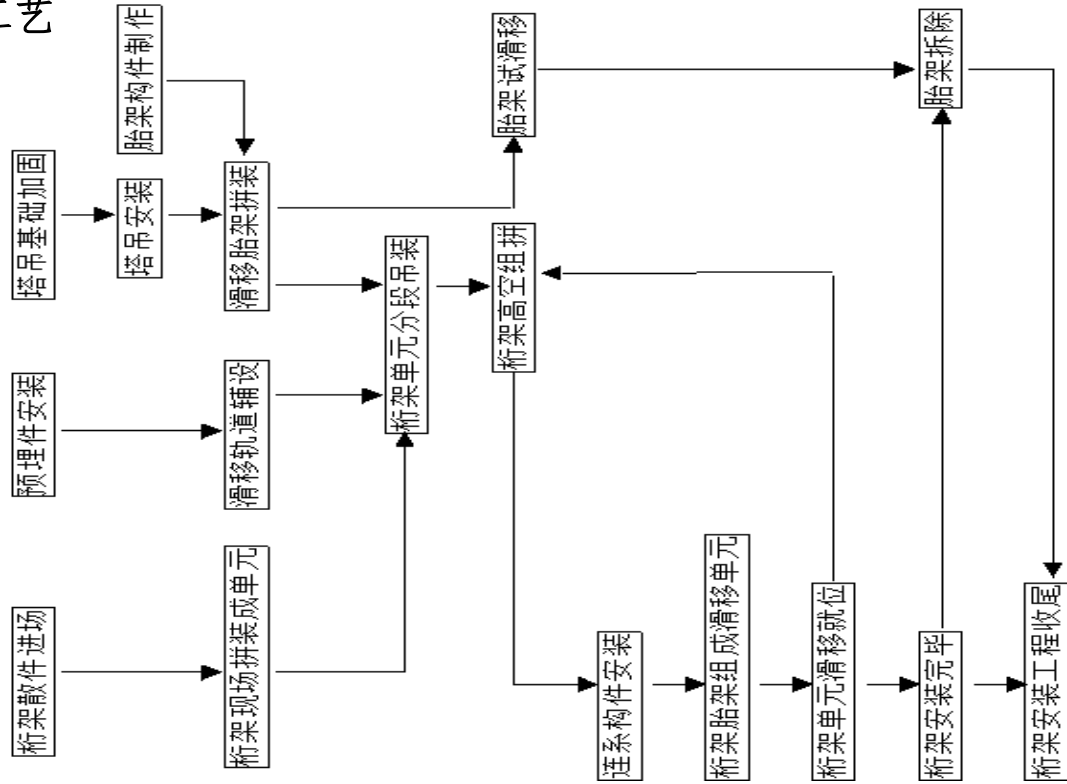 工艺
胎架构件制作
塔吊基础加固
塔吊安装
滑移胎架拼装
胎架试滑移
胎架拆除
预埋件安装
滑移轨道辅设
桁架单元分段吊装
桁架高空组拼
桁架散件进场
桁架现场拼装成单元
连系构件安装
桁架胎架组成滑移单元
桁架单元滑移就位
桁架安装完毕
桁架安装工程收尾